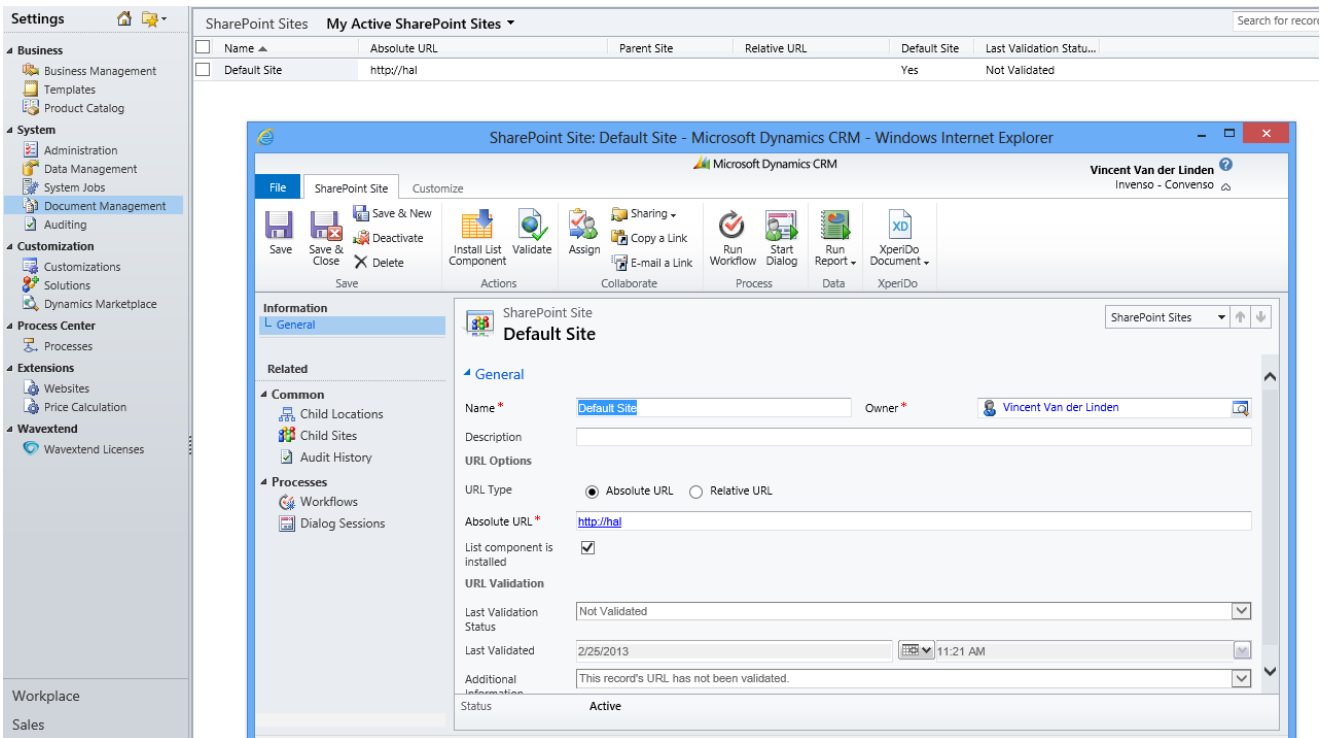 Settings
Business
Business Management
Templates
Product Catalog
System
Administration
Data Management
System Jobs
Document Management
Auditing
Customization
Customizations
Solutions
Dynamics Marketplace
Process Center
Processes
Extensions
Websites
Price Calculation
Wavextend
Wavextend Licenses
Workplace
Sales
SharePoint Sites My Active SharePoint Sites
Search for
Name Absolute URL Parent Site Relative URL Default Site Last Validation Statu...
Default Site http://hal Yes Not Validated
SharePoint Site: Default Site - Microsoft Dynamics CRM - Windows Internet Explorer
Microsoft Dynamics CRM
Vincent Van der Linden
Invenso - Convenso
File SharePoint Site Customize
Save
Save & Close
Save & New
Deactivate
Delete
Save
Install List Component
Validate
Actions
Assign
Sharing
Copy a Link
E-mail a Link
Collaborate
Run Workflow
Start Dialog
Process
Run Report
Data
XD
XperiDo Document
XperiDo
Information
General
Related
Common
Child Locations
Child Sites
Audit History
Processes
Workflows
Dialog Sessions
SharePoint Site
Default Site
SharePoint Sites
General
Name * Default Site Owner * Vincent Van der Linden
Description
URL Options
URL Type Absolute URL Relative URL
Absolute URL * http://hal
List component is
installed
URL Validation
Last Validation Not Validated
Status
Last Validated 2/25/2013 11:21 AM
Additional This record's URL has not been validated.
Information
Status Active